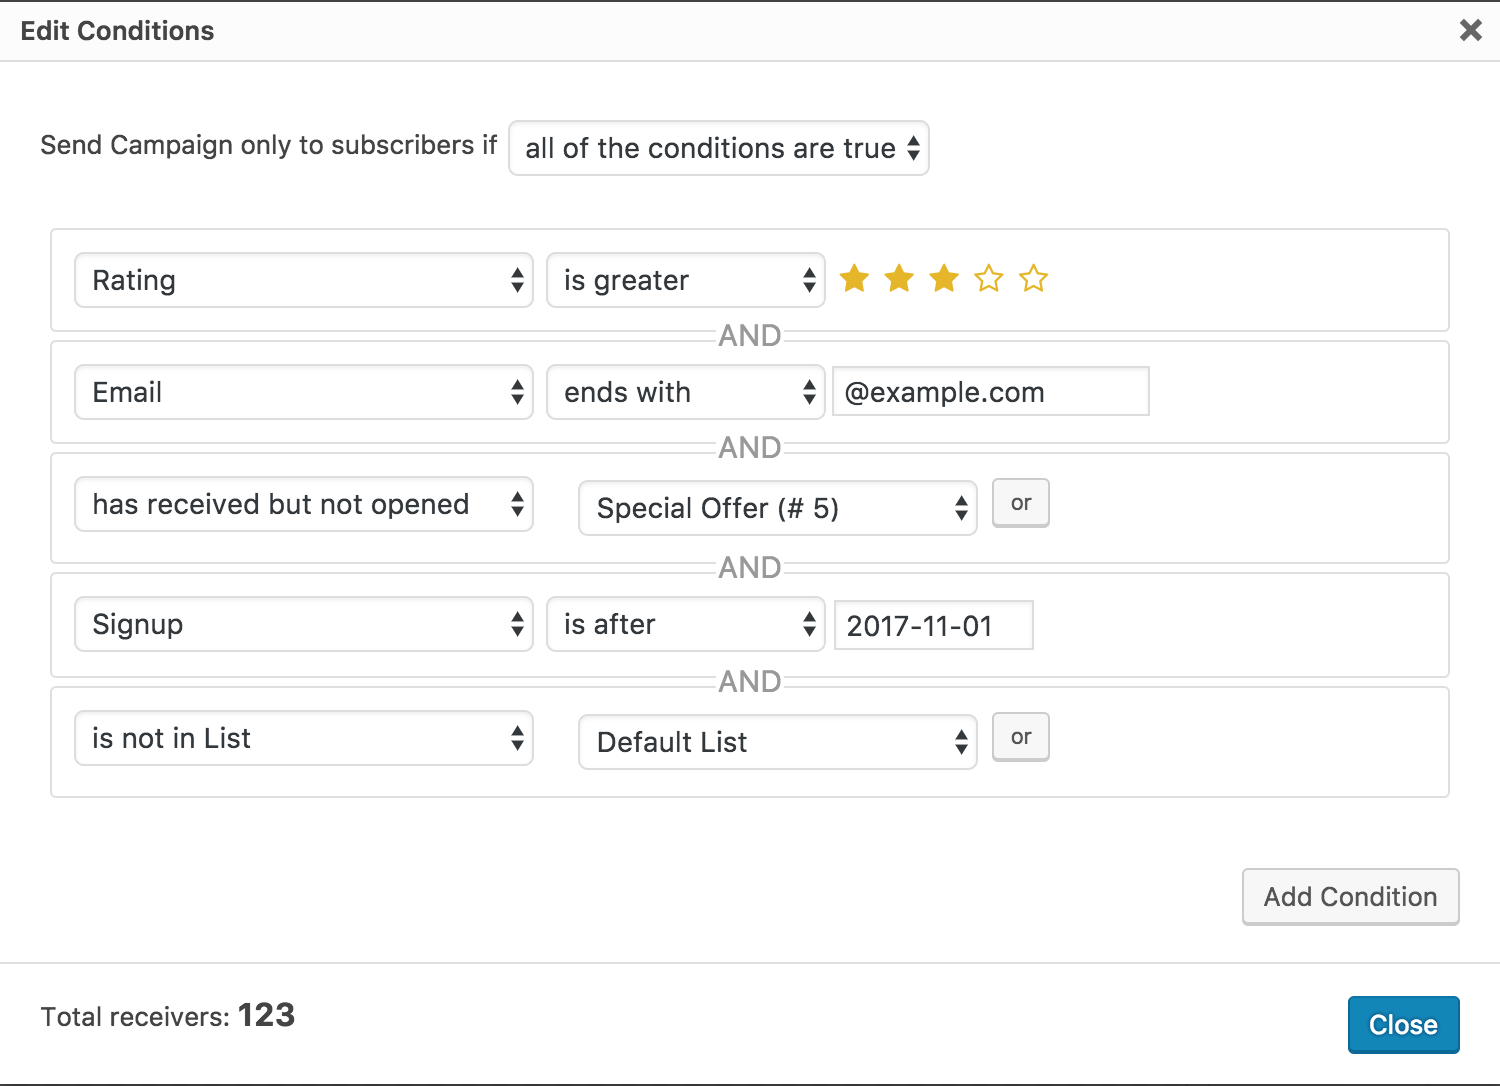 Edit Conditions
Send Campaign only to subscribers if all of the conditions are true
Rating is greater
AND
Email ends with @example.com
AND
has received but not opened Special Offer (# 5) or
AND
Signup is after 2017-11-01
AND
is not in List Default List or
Add Condition
Total receivers: 123
Close